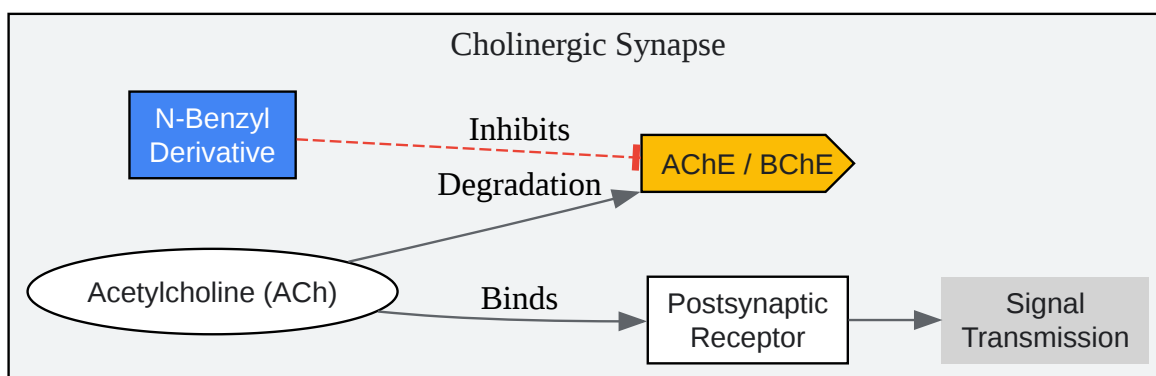 Cholinergic Synapse
N-Benzyl
Derivative
Inhibits
AChE / BChE
Degradation
Acetylcholine (ACh)
Binds
Postsynaptic
Receptor
Signal
Transmission